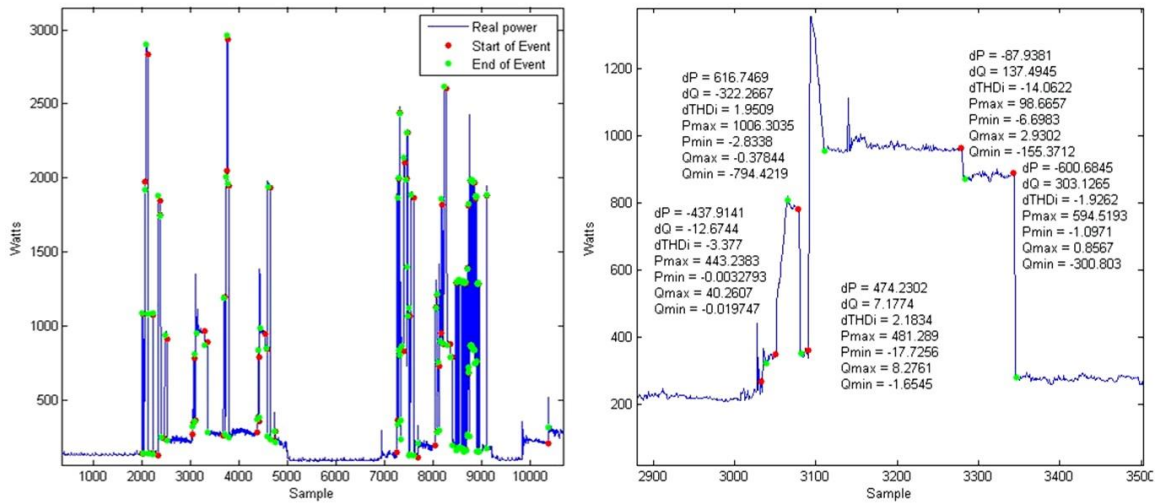 3000
2500
2000
1500
1000
500
Watts
Real power
Start of Event
End of Event
1000 2000 3000 4000 5000 6000 7000 8000 9000 10000
Sample
1200
1000
800
600
400
200
Watts
dP = 616.7469
dQ = -322.2667
dTHDi = 1.9509
Pmax = 1006.3035
Pmin = -2.8338
Qmax = -0.37844
Qmin = -794.4219
dP = -87.9381
dQ = 137.4945
dTHDi = -14.0622
Pmax = 98.6657
Pmin = -6.6983
Qmax = 2.9302
Qmin = -155.3712
dP = -600.6845
dQ = 303.1265
dTHDi = -1.9262
Pmax = 594.5193
Pmin = -1.0971
Qmax = 0.8567
Qmin = -300.803
dP = -437.9141
dQ = -12.6744
dTHDi = -3.377
Pmax = 443.2383
Pmin = -0.0032793
Qmax = 40.2607
Qmin = -0.019747
dP = 474.2302
dQ = 7.1774
dTHDi = 2.1834
Pmax = 481.289
Pmin = -17.7256
Qmax = 8.2761
Qmin = -1.6545
2900 3000 3100 3200 3300 3400
Sample